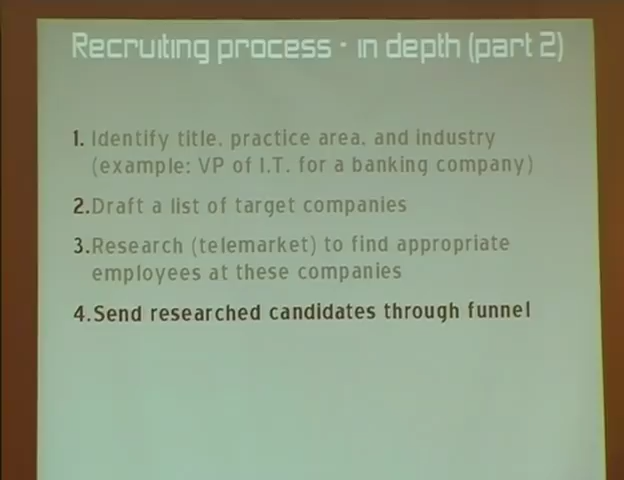 Recruiting process - in depth (part 2)
1. Identify title, practice area, and industry
(example: VP of I.T. for a banking company)
2.Draft a list of target companies
3.Research (telemarket) to find appropriate
employees at these companies
4.Send researched candidates through funnel